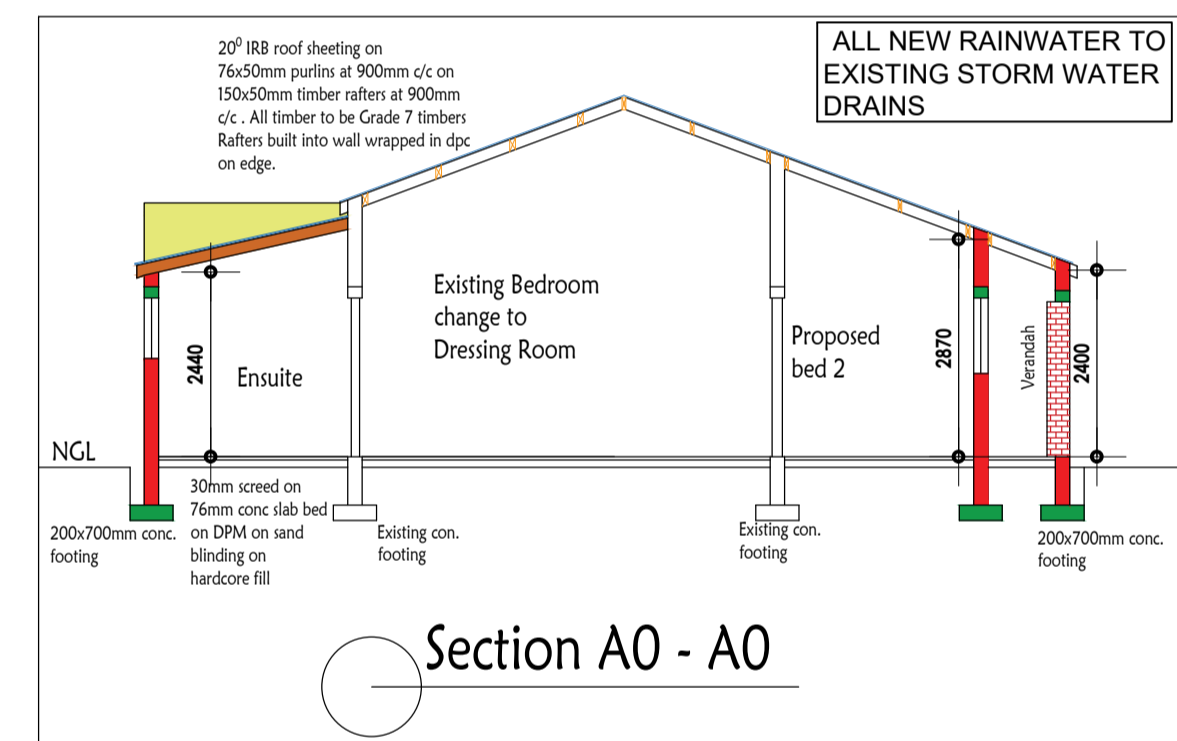 20⁰ IRB roof sheeting on
76x50mm purlins at 900mm c/c on
150x50mm timber rafters at 900mm
c/c . All timber to be Grade 7 timbers
Rafters built into wall wrapped in dpc
on edge.
ALL NEW RAINWATER TO
EXISTING STORM WATER
DRAINS
Existing Bedroom
change to
Dressing Room
Proposed
bed 2
Ensuite
2440
2870
Verandah
2400
NGL
30mm screed on
76mm conc slab bed
on DPM on sand
blinding on
hardcore fill
200x700mm conc.
footing
Existing con.
footing
Existing con.
footing
200x700mm conc.
footing
Section A0 - A0